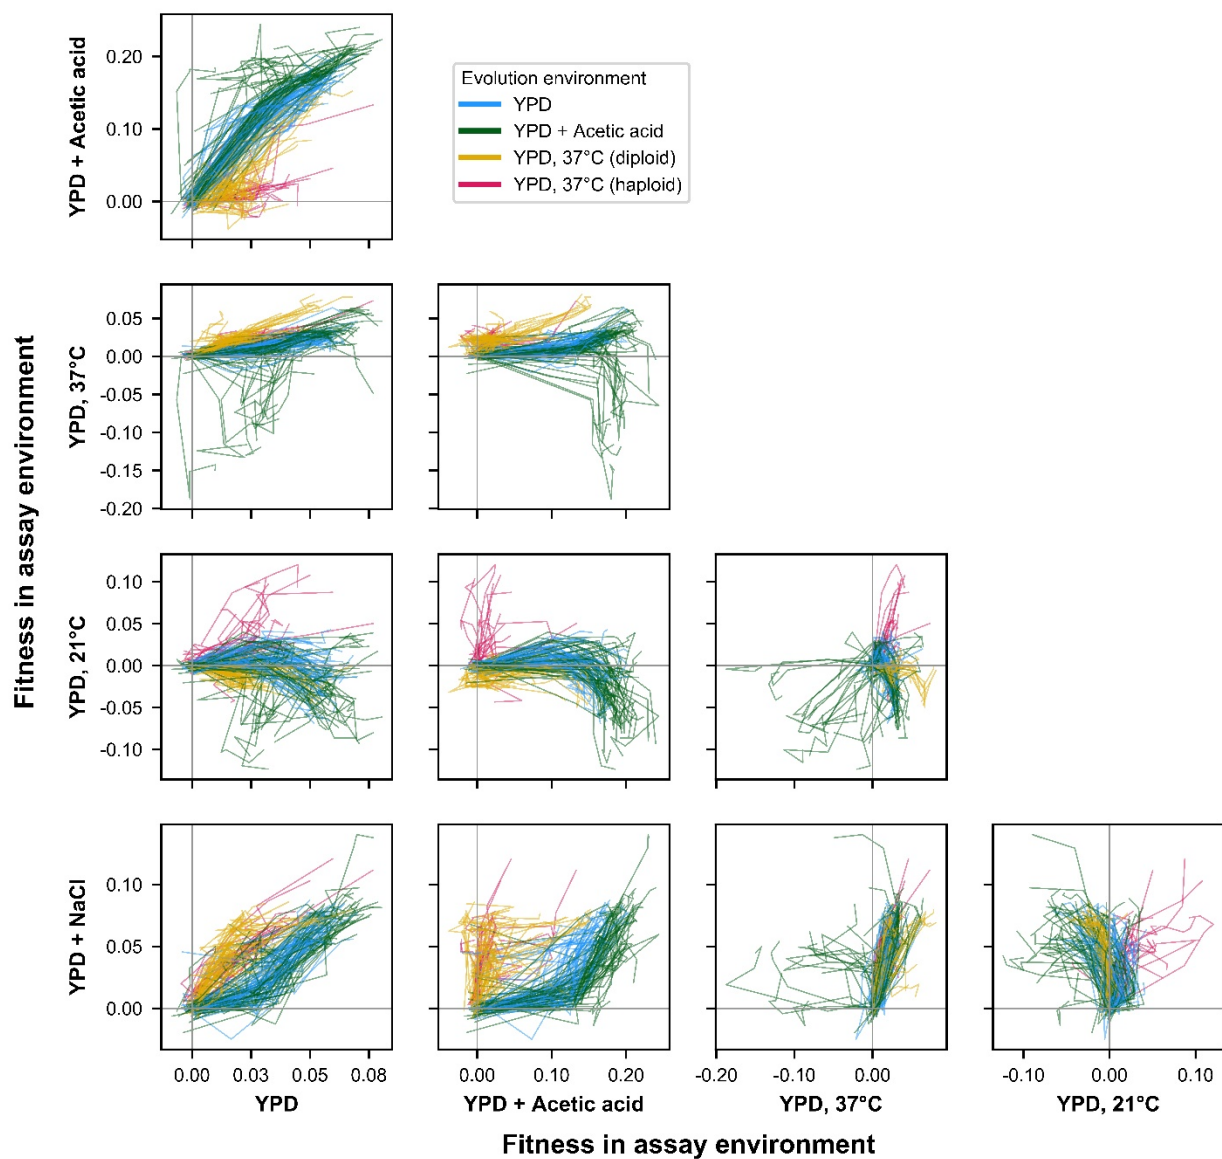 Fitness in assay environment
YPD + Acetic acid
0.20
0.10
0.00
Evolution environment
YPD
YPD + Acetic acid
YPD, 37°C (diploid)
YPD, 37°C (haploid)
YPD, 37°C
0.05
0.00
-0.05
-0.10
-0.15
-0.20
YPD, 21°C
0.10
0.05
0.00
-0.05
-0.10
YPD + NaCl
0.10
0.05
0.00
0.00 0.03 0.05 0.08
0.00 0.10 0.20
-0.20 -0.10 0.00
-0.10 0.00 0.10
YPD
YPD + Acetic acid
YPD, 37°C
YPD, 21°C
Fitness in assay environment